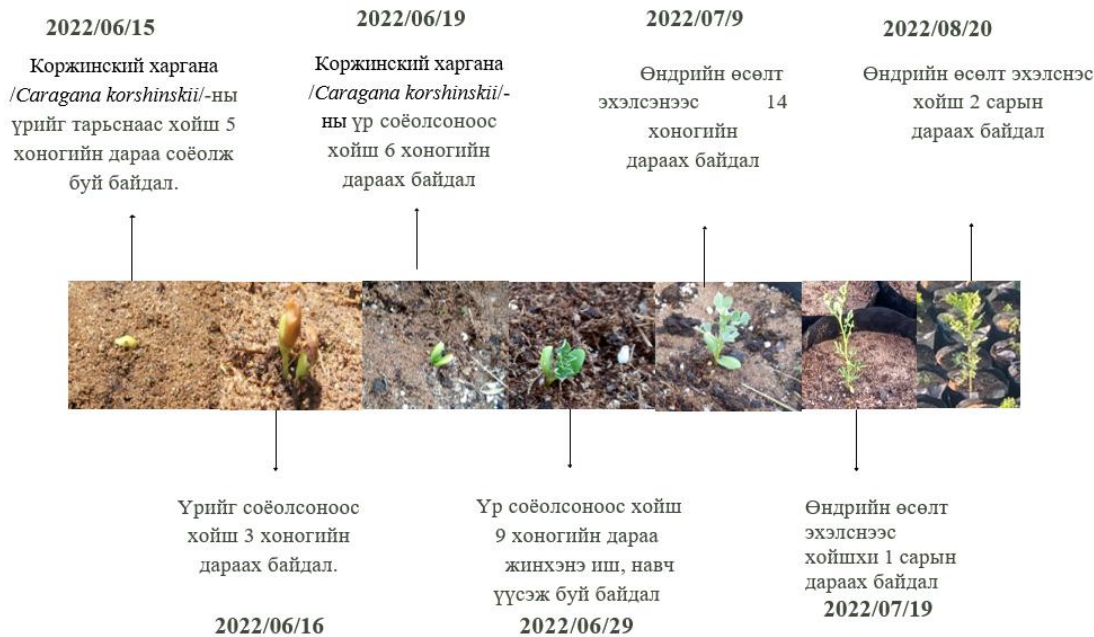 2022/06/15
Коржинский харгана
/Caragana korshinskii/-ны
үрийг тарьснаас хойш 5
хоногийн дараа соёолж
буй байдал.
2022/06/19
Коржинский харгана
/Caragana korshinskii/-
ны үр соёолсоноос
хойш 6 хоногийн
дараах байдал
2022/07/9
Өндрийн өсөлт
эхэлсэнээс 14
хоногийн
дараах байдал
2022/08/20
Өндрийн өсөлт эхэлснэс
хойш 2 сарын
дараах байдал
Үрийг соёолсоноос
хойш 3 хоногийн
дараах байдал.
2022/06/16
Үр соёолсоноос хойш
9 хоногийн дараа
жинхэнэ иш, навч
үүсэж буй байдал
2022/06/29
Өндрийн өсөлт
эхэлснээс
хойшхи 1 сарын
дараах байдал
2022/07/19